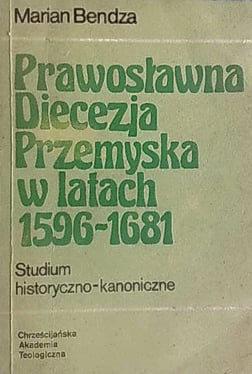 Marian Bendza
Prawosławna
Diecezja
Przemyska
w latach
1596-1681
Studium
historyczno-kanoniczne
Chrześcijańska
Akademia
Teologiczna